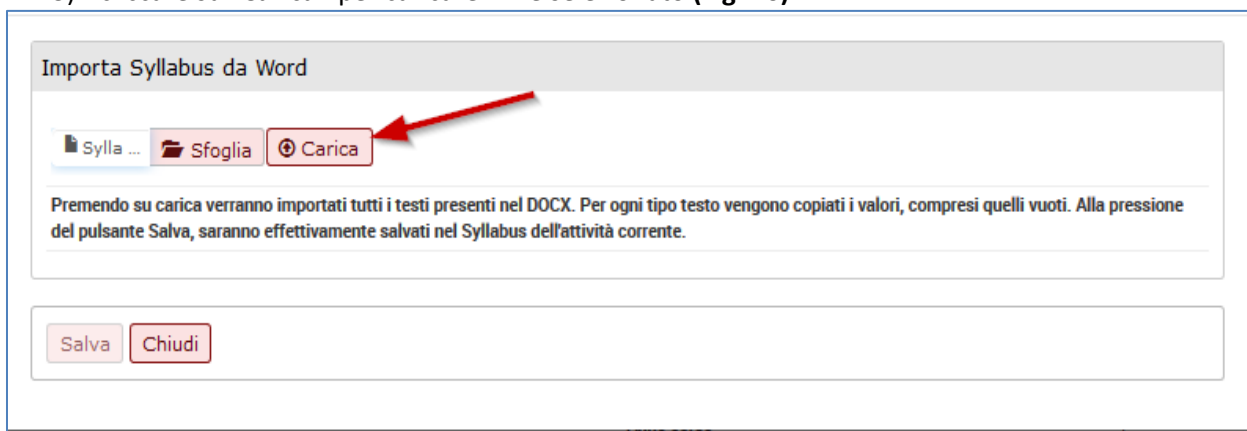 Importa Syllabus da Word
Sylla ... Sfoglia Carica
Premendo su carica verranno importati tutti i testi presenti nel DOCX. Per ogni tipo testo vengono copiati i valori, compresi quelli vuoti. Alla pressione
del pulsante Salva, saranno effettivamente salvati nel Syllabus dell'attività corrente.
Salva Chiudi